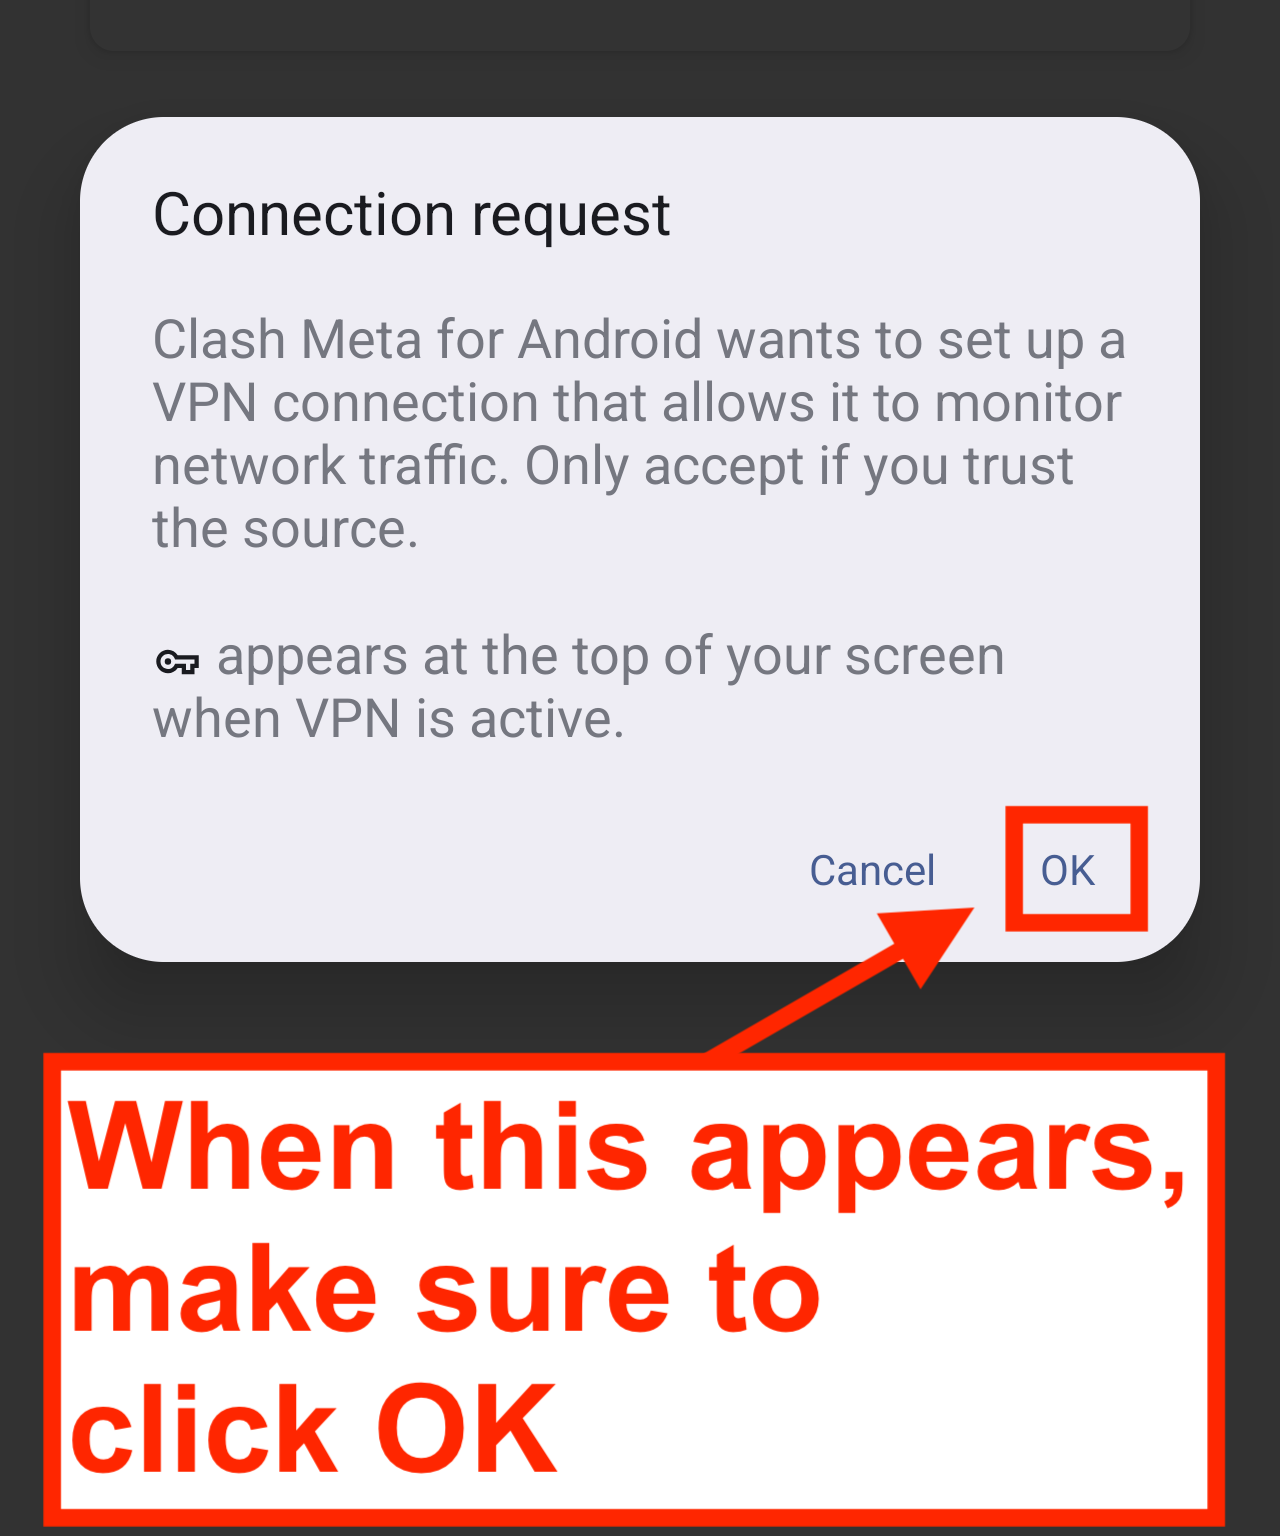 Connection request
Clash Meta for Android wants to set up a
VPN connection that allows it to monitor
network traffic. Only accept if you trust
the source.
appears at the top of your screen
when VPN is active.
Cancel OK
When this appears,
make sure to
click OK